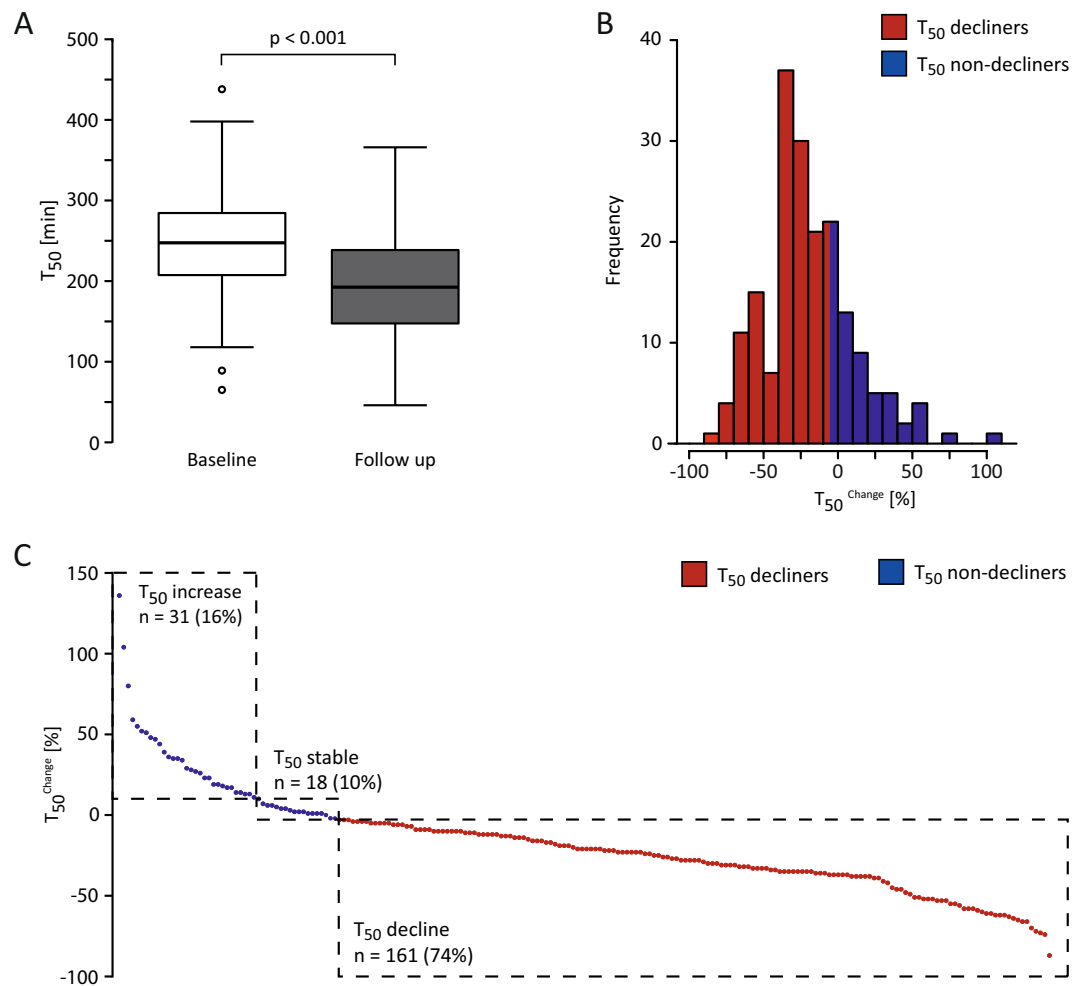 A
500
400
300
200
100
0
T50 [min]
p < 0.001
Baseline
Follow up
B
T50 decliners
T50 non-decliners
40
30
20
10
0
Frequency
-100
-50
0
50
100
T50 Change [%]
C
T50 decliners
T50 non-decliners
150
100
50
0
-50
-100
T50 Change [%]
T50 increase
n = 31 (16%)
T50 stable
n = 18 (10%)
T50 decline
n = 161 (74%)